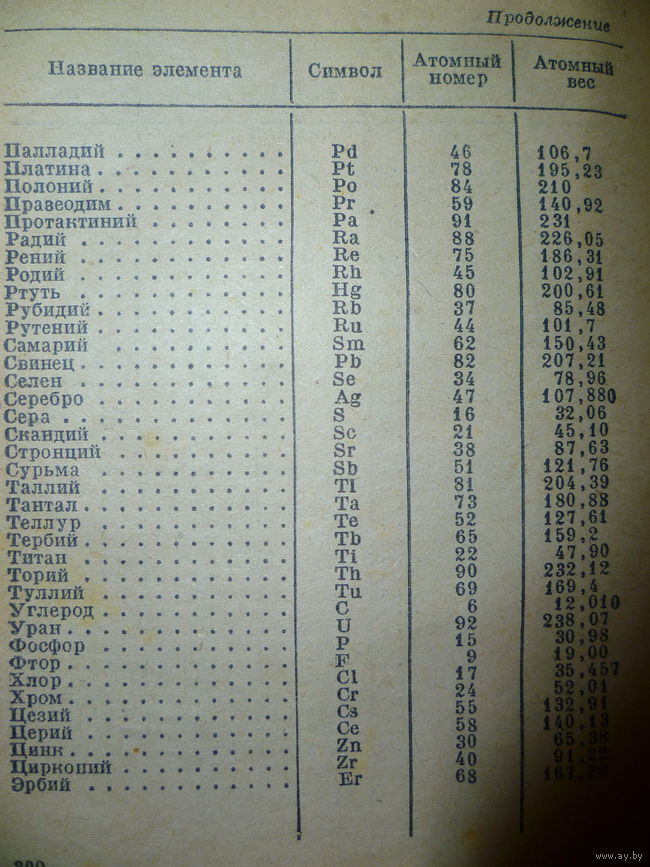 Продолжение
Название элемента Символ Атомный номер Атомный вес
Палладий Pd 46 106,7
Платина Pt 78 195,23
Полоний Po 84 210
Празеодим Pr 59 140,92
Протактиний Pa 91 231
Радий Ra 88 226,05
Рений Re 75 186,31
Родий Rh 45 102,91
Ртуть Hg 80 200,61
Рубидий Rb 37 85,48
Рутений Ru 44 101,7
Самарий Sm 62 150,43
Свинец Pb 82 207,21
Селен Se 34 78,96
Серебро Ag 47 107,880
Сера S 16 32,06
Скандий Sc 21 45,10
Стронций Sr 38 87,63
Сурьма Sb 51 121,76
Таллий Tl 81 204,39
Тантал Ta 73 180,88
Теллур Te 52 127,61
Тербий Tb 65 159,2
Титан Ti 22 47,90
Торий Th 90 232,12
Туллий Tu 69 169,4
Углерод C 6 12,010
Уран U 92 238,07
Фосфор P 15 30,98
Фтор F 9 19,00
Хлор Cl 17 35,457
Хром Cr 24 52,01
Цезий Cs 55 132,91
Церий Ce 58 140,13
Цинк Zn 30 65,38
Цирконий Zr 40 91,22
Эрбий Er 68
www.ay.by